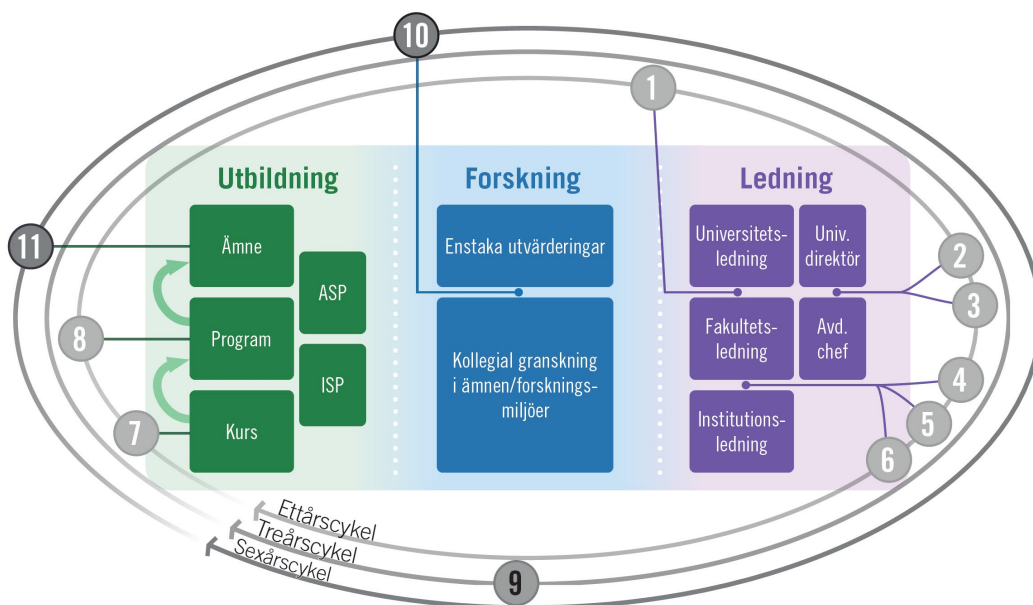 10
1
Utbildning
Forskning
Ledning
11
Ämne
ASP
Program
ISP
Kurs
8
7
Enstaka utvärderingar
Kollegial granskning
i ämnen/forsknings-
miljöer
Universitets-
ledning
Univ.
direktör
Fakultets-
ledning
Avd.
chef
Institutions-
ledning
2
3
4
5
6
Ettårscykel
Treårscykel
Sexårscykel
9